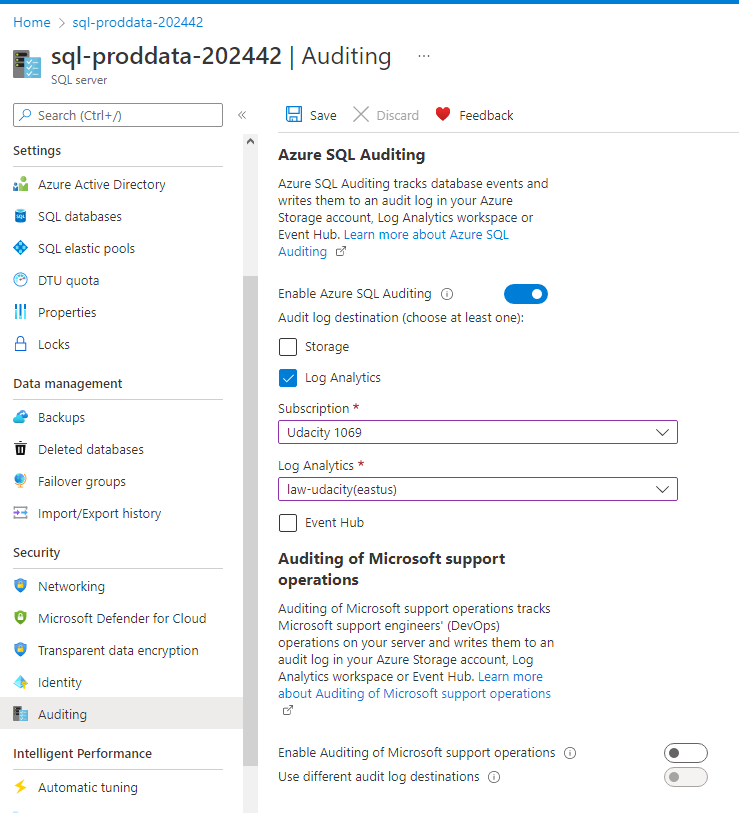 Home > sql-proddata-202442
sql-proddata-202442 | Auditing ...
SQL server
Search (Ctrl+/)
«
Settings
Azure Active Directory
SQL databases
SQL elastic pools
DTU quota
Properties
Locks
Data management
Backups
Deleted databases
Failover groups
Import/Export history
Security
Networking
Microsoft Defender for Cloud
Transparent data encryption
Identity
Auditing
Intelligent Performance
Automatic tuning
Save Discard Feedback
Azure SQL Auditing
Azure SQL Auditing tracks database events and
writes them to an audit log in your Azure
Storage account, Log Analytics workspace or
Event Hub. Learn more about Azure SQL
Auditing
Enable Azure SQL Auditing
Audit log destination (choose at least one):
Storage
Log Analytics
Subscription *
Udacity 1069
Log Analytics *
law-udacity(eastus)
Event Hub
Auditing of Microsoft support
operations
Auditing of Microsoft support operations tracks
Microsoft support engineers' (DevOps)
operations on your server and writes them to an
audit log in your Azure Storage account, Log
Analytics workspace or Event Hub. Learn more
about Auditing of Microsoft support operations
Enable Auditing of Microsoft support operations
Use different audit log destinations